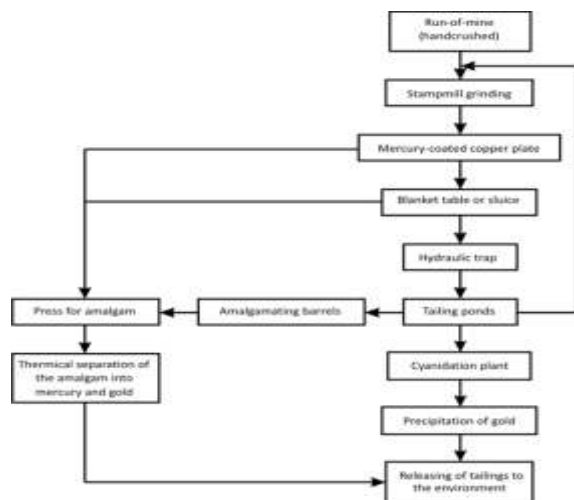 Run-of-mine
(handcrushed)
Stampmill grinding
Mercury-coated copper plate
Blanket table or sluice
Hydraulic trap
Press for amalgam
Amalgamating barrels
Tailing ponds
Thermical separation of
the amalgam into
mercury and gold
Cyanidation plant
Precipitation of gold
Releasing of tailings to
the environment